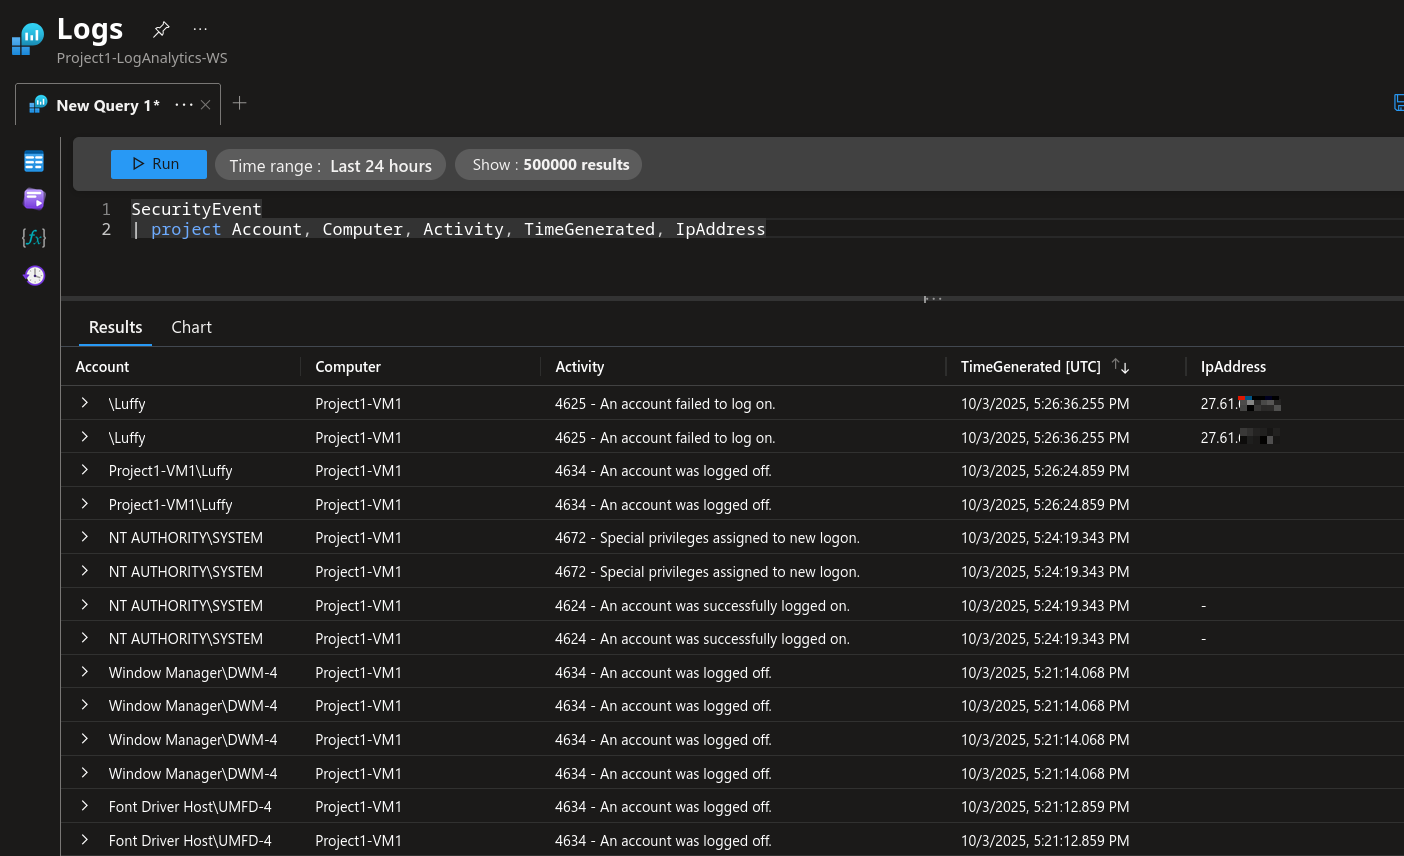 Logs
Project1-LogAnalytics-WS
New Query 1*
Run Time range : Last 24 hours Show : 500000 results
1 SecurityEvent
2 | project Account, Computer, Activity, TimeGenerated, IpAddress
Results Chart
Account Computer Activity TimeGenerated [UTC] IpAddress
\Luffy Project1-VM1 4625 - An account failed to log on. 10/3/2025, 5:26:36.255 PM 27.61.
\Luffy Project1-VM1 4625 - An account failed to log on. 10/3/2025, 5:26:36.255 PM 27.61.
Project1-VM1\Luffy Project1-VM1 4634 - An account was logged off. 10/3/2025, 5:26:24.859 PM
Project1-VM1\Luffy Project1-VM1 4634 - An account was logged off. 10/3/2025, 5:26:24.859 PM
NT AUTHORITY\SYSTEM Project1-VM1 4672 - Special privileges assigned to new logon. 10/3/2025, 5:24:19.343 PM
NT AUTHORITY\SYSTEM Project1-VM1 4672 - Special privileges assigned to new logon. 10/3/2025, 5:24:19.343 PM
NT AUTHORITY\SYSTEM Project1-VM1 4624 - An account was successfully logged on. 10/3/2025, 5:24:19.343 PM -
NT AUTHORITY\SYSTEM Project1-VM1 4624 - An account was successfully logged on. 10/3/2025, 5:24:19.343 PM -
Window Manager\DWM-4 Project1-VM1 4634 - An account was logged off. 10/3/2025, 5:21:14.068 PM
Window Manager\DWM-4 Project1-VM1 4634 - An account was logged off. 10/3/2025, 5:21:14.068 PM
Window Manager\DWM-4 Project1-VM1 4634 - An account was logged off. 10/3/2025, 5:21:14.068 PM
Window Manager\DWM-4 Project1-VM1 4634 - An account was logged off. 10/3/2025, 5:21:14.068 PM
Font Driver Host\UMFD-4 Project1-VM1 4634 - An account was logged off. 10/3/2025, 5:21:12.859 PM
Font Driver Host\UMFD-4 Project1-VM1 4634 - An account was logged off. 10/3/2025, 5:21:12.859 PM